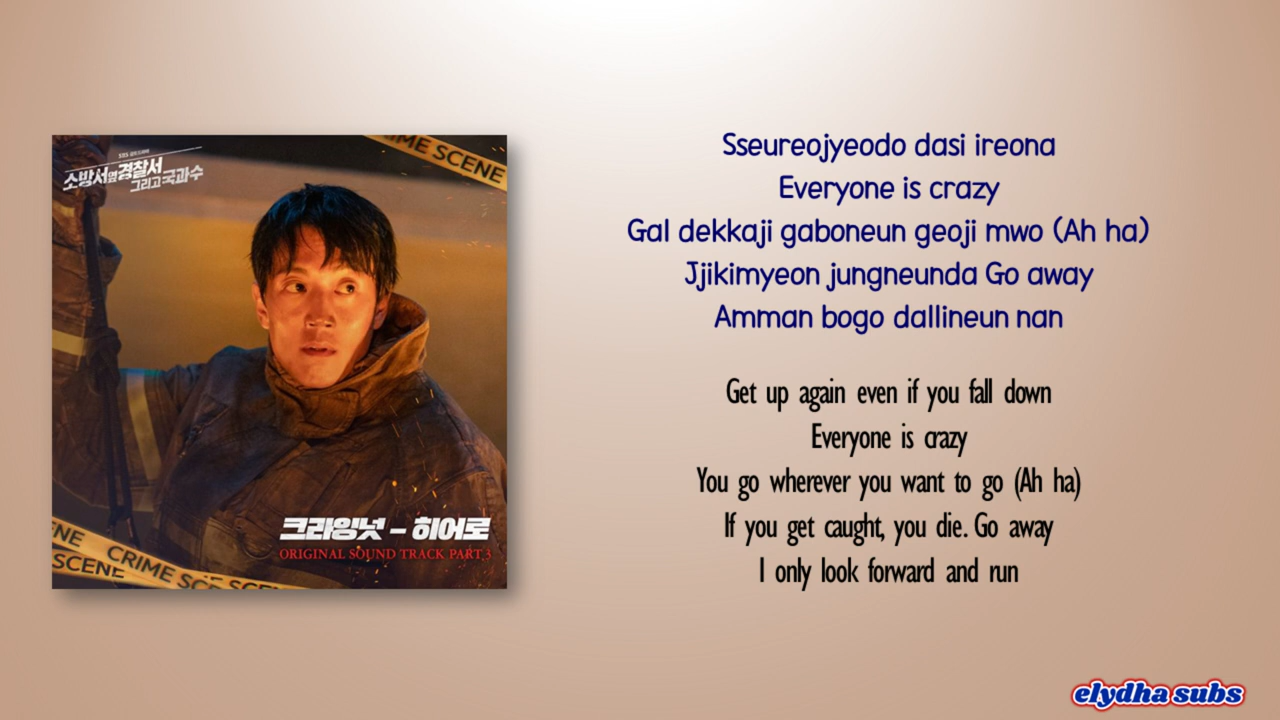 소방서옆경찰서
그리고국과수
CRIME SCENE
크라잉넛 – 히어로
ORIGINAL SOUND TRACK PART.3
CRIME SCENE
SCENE
Sseureojyeodo dasi ireona
Everyone is crazy
Gal dekkaji gaboneun geoji mwo (Ah ha)
Jjikimyeon jungneunda Go away
Amman bogo dallineun nan
Get up again even if you fall down
Everyone is crazy
You go wherever you want to go (Ah ha)
If you get caught, you die. Go away
I only look forward and run
elydha subs